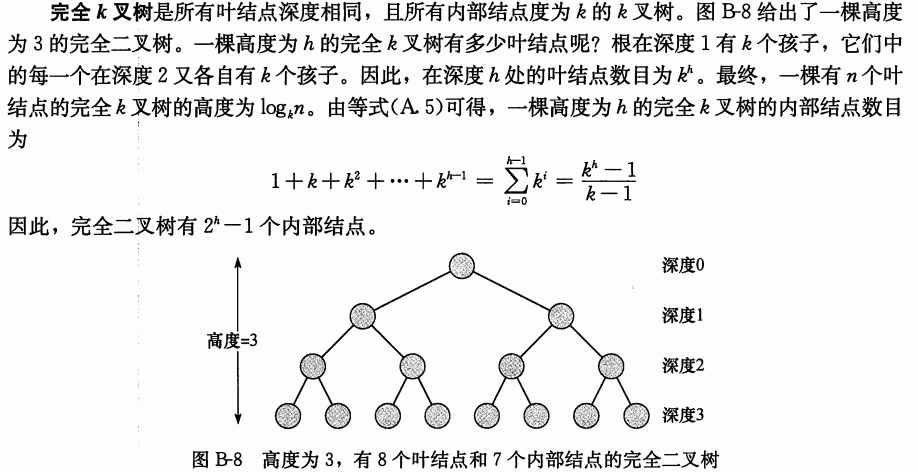 完全k叉树是所有叶结点深度相同，且所有内部结点度为k的k叉树。图B-8给出了一棵高度
为3的完全二叉树。一棵高度为h的完全k叉树有多少叶结点呢？根在深度1有k个孩子，它们中
的每一个在深度2又各自有k个孩子。因此，在深度h处的叶结点数目为kʰ。最终，一棵有n个叶
结点的完全k叉树的高度为logₖn。由等式(A.5)可得，一棵高度为h的完全k叉树的内部结点数目
为
1+k+k²+⋯+kʰ⁻¹ = ∑_{i=0}^{h-1} kⁱ = (kʰ-1)/(k-1)
因此，完全二叉树有2ʰ-1个内部结点。
深度0
深度1
高度=3
深度2
深度3
图B-8 高度为3，有8个叶结点和7个内部结点的完全二叉树